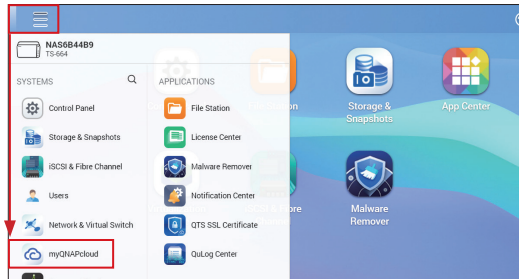 NAS6B44B9
TS-664
SYSTEMS
APPLICATIONS
Control Panel
File Station
Storage & Snapshots
License Center
iSCSI & Fibre Channel
Malware Remover
Users
Notification Center
Network & Virtual Switch
QTS SSL Certificate
myQNAPcloud
QuLog Center
Storage &
Snapshots
App Center
Malware
Remover